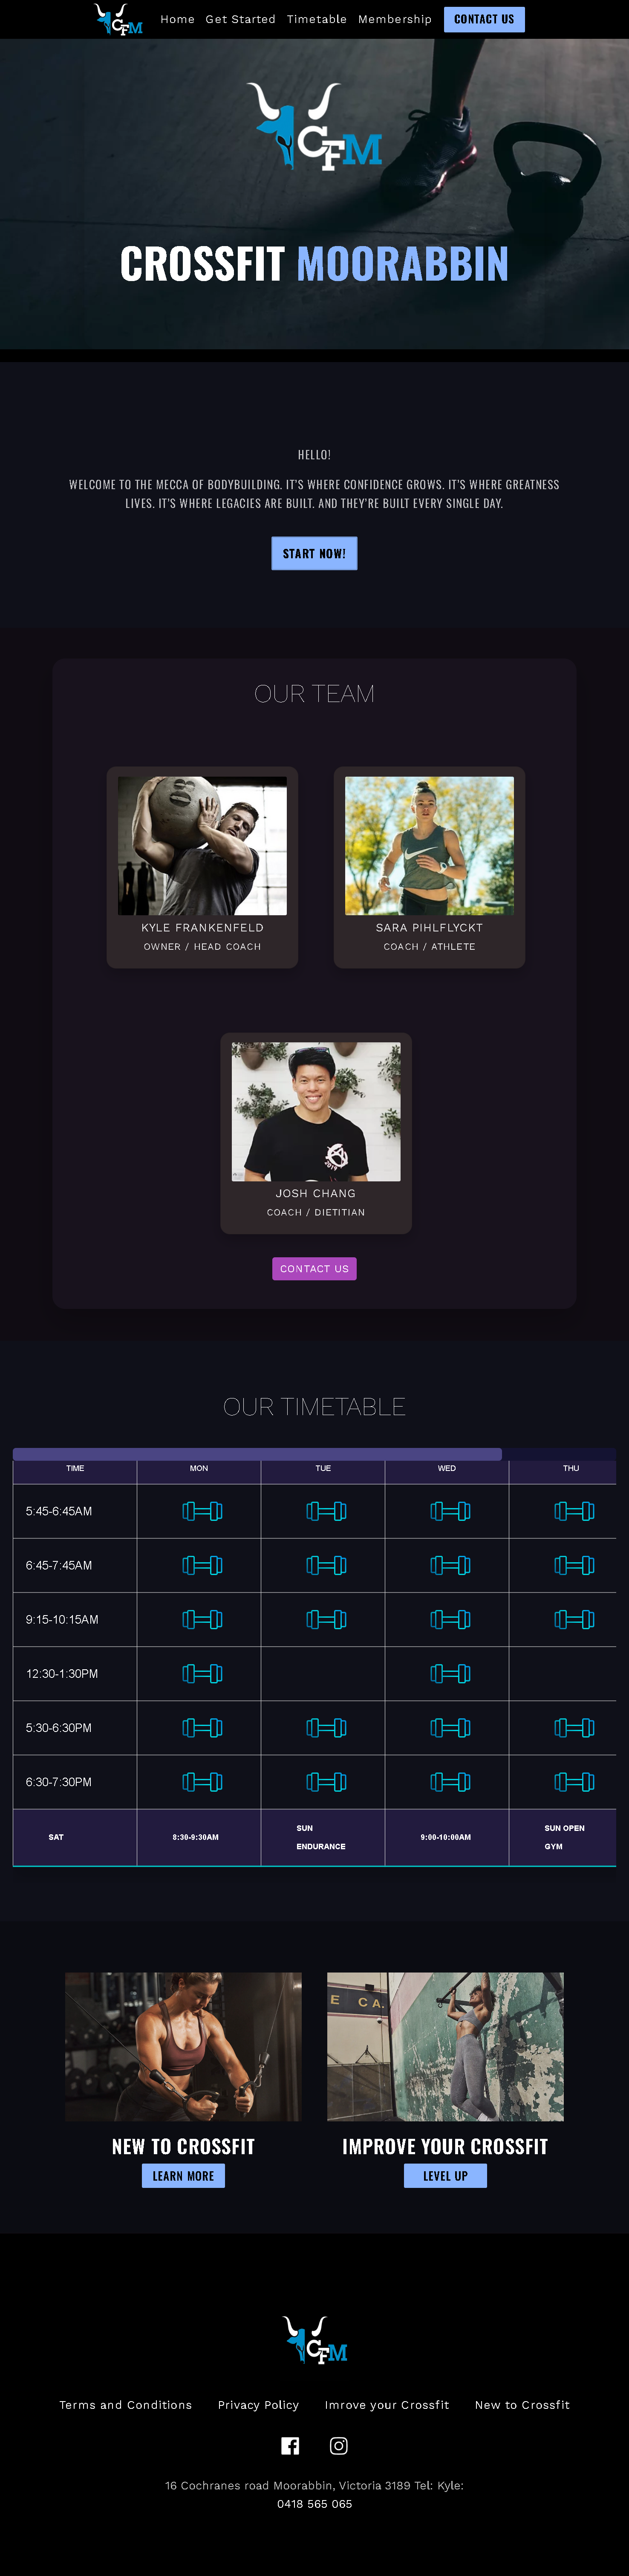 CFM
Home Get Started Timetable Membership CONTACT US
CFM
CROSSFIT MOORABBIN
HELLO!
WELCOME TO THE MECCA OF BODYBUILDING. IT'S WHERE CONFIDENCE GROWS. IT'S WHERE GREATNESS
LIVES. IT'S WHERE LEGACIES ARE BUILT. AND THEY'RE BUILT EVERY SINGLE DAY.
START NOW!
OUR TEAM
KYLE FRANKENFELD
OWNER / HEAD COACH
SARA PIHLFLYCKT
COACH / ATHLETE
JOSH CHANG
COACH / DIETITIAN
CONTACT US
OUR TIMETABLE
TIME MON TUE WED THU
5:45-6:45AM
6:45-7:45AM
9:15-10:15AM
12:30-1:30PM
5:30-6:30PM
6:30-7:30PM
SAT 8:30-9:30AM SUN ENDURANCE 9:00-10:00AM SUN OPEN GYM
E CA.
NEW TO CROSSFIT
LEARN MORE
IMPROVE YOUR CROSSFIT
LEVEL UP
CFM
Terms and Conditions Privacy Policy Imrove your Crossfit New to Crossfit
16 Cochranes road Moorabbin, Victoria 3189 Tel: Kyle:
0418 565 065